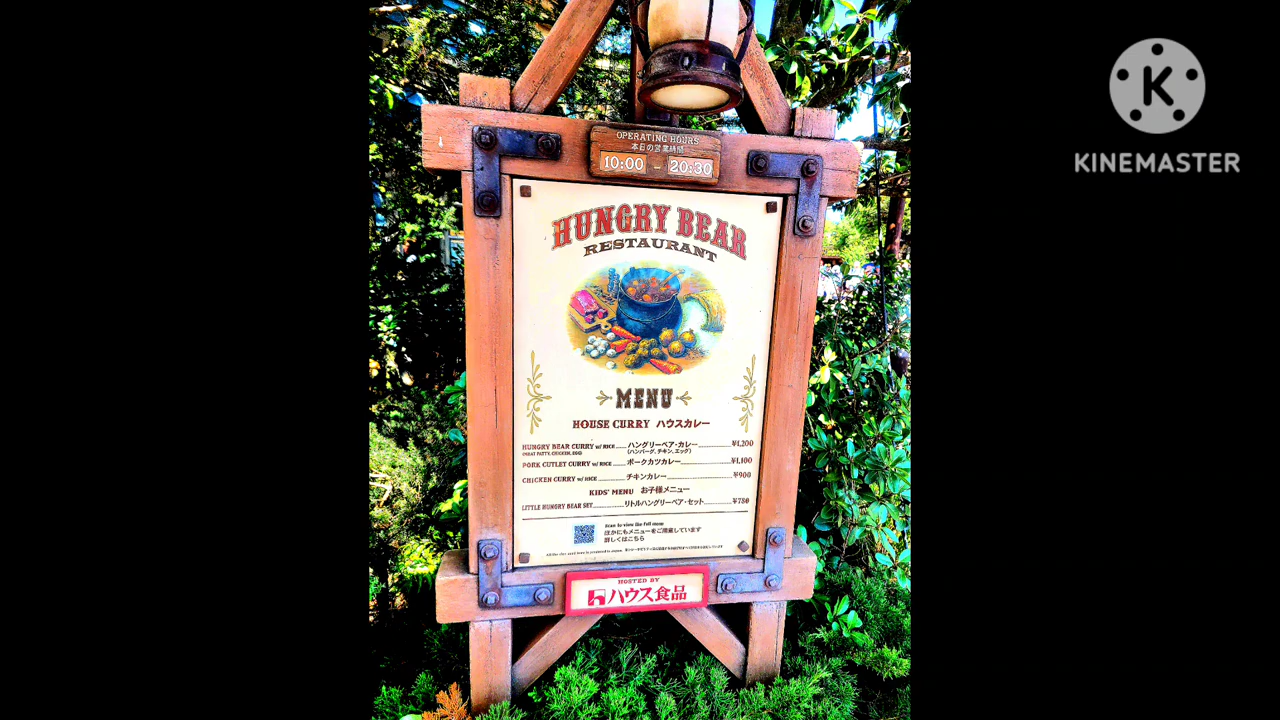 KINEMASTER
OPERATING HOURS
本日の営業時間
10:00 - 20:30
HUNGRY BEAR
RESTAURANT
MENU
HOUSE CURRY ハウスカレー
HUNGRY BEAR CURRY w/ RICE ハングリーベア・カレー ¥1,200
(MEAT PATTY, CHICKEN, EGG) (ハンバーグ、チキン、エッグ)
PORK CUTLET CURRY w/ RICE ポークカツカレー ¥1,100
CHICKEN CURRY w/ RICE チキンカレー ¥900
KIDS' MENU お子様メニュー
LITTLE HUNGRY BEAR SET リトルハングリーベア・セット ¥780
Scan to view the full menu
ほかにもメニューをご用意しています
詳しくはこちら
HOSTED BY
ハウス食品